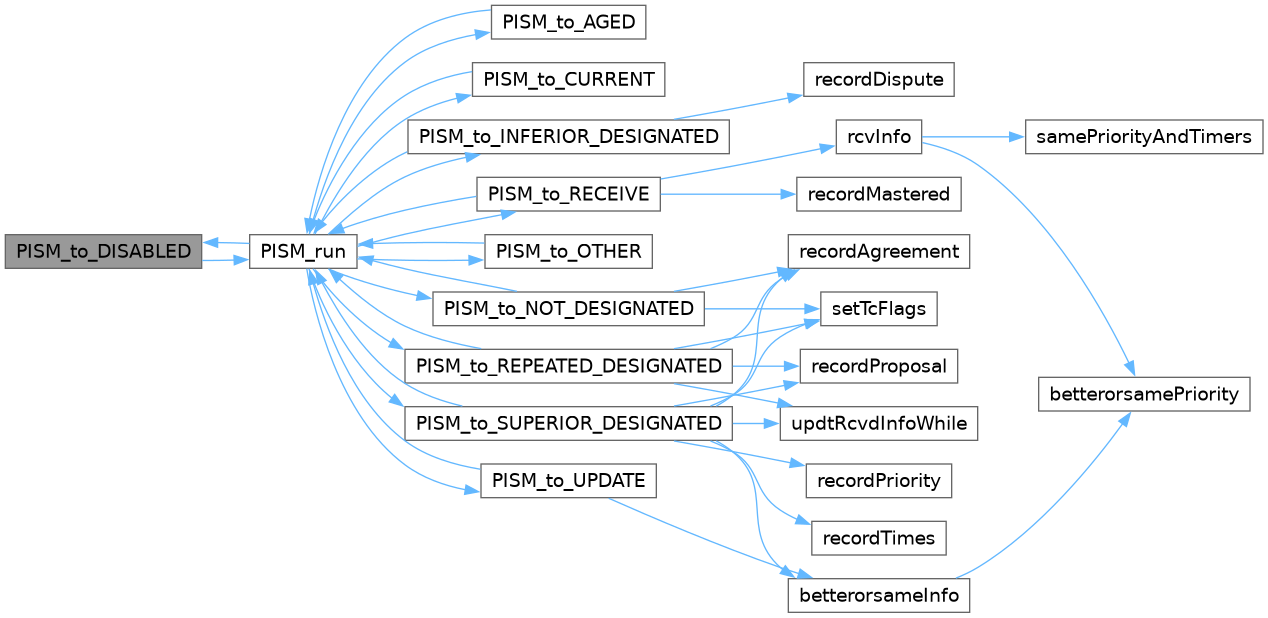 PISM_to_AGED
PISM_to_CURRENT
recordDispute
PISM_to_INFERIOR_DESIGNATED
rcvInfo
samePriorityAndTimers
PISM_to_RECEIVE
recordMastered
PISM_to_DISABLED
PISM_run
PISM_to_OTHER
recordAgreement
PISM_to_NOT_DESIGNATED
setTcFlags
PISM_to_REPEATED_DESIGNATED
recordProposal
betterorsamePriority
PISM_to_SUPERIOR_DESIGNATED
updtRcvdInfoWhile
PISM_to_UPDATE
recordPriority
recordTimes
betterorsameInfo